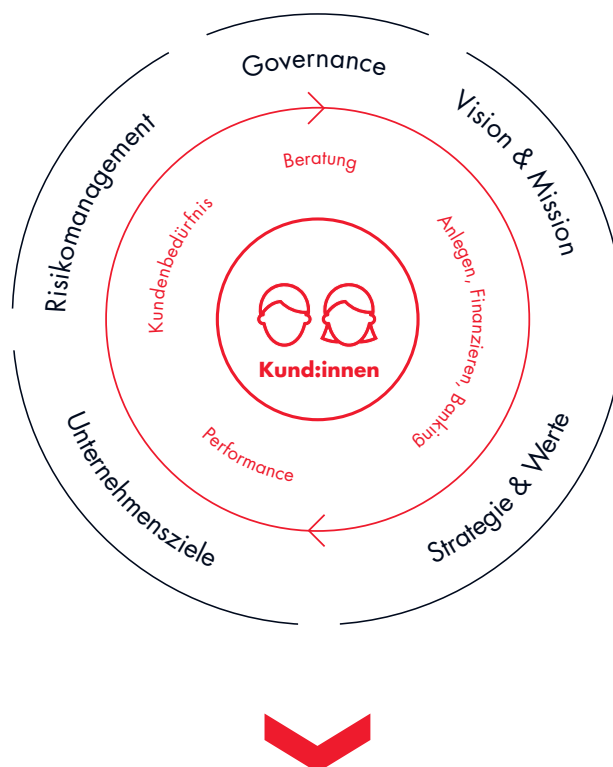 Governance
Vision & Mission
Strategie & Werte
Unternehmensziele
Risikomanagement
Beratung
Anlegen, Finanzieren, Banking
Performance
Kundenbedürfnis
Kund:innen